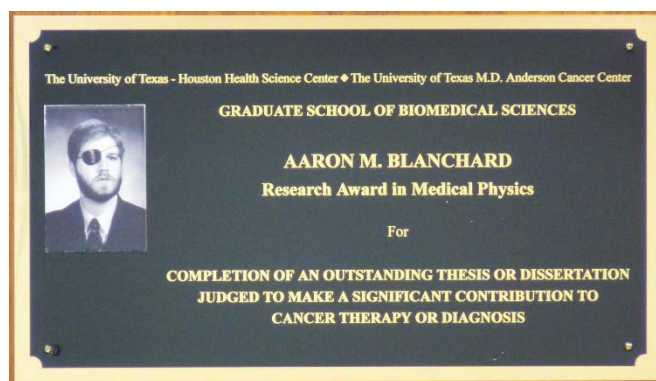 The University of Texas - Houston Health Science Center ◆ The University of Texas M.D. Anderson Cancer Center
GRADUATE SCHOOL OF BIOMEDICAL SCIENCES
AARON M. BLANCHARD
Research Award in Medical Physics
For
COMPLETION OF AN OUTSTANDING THESIS OR DISSERTATION
JUDGED TO MAKE A SIGNIFICANT CONTRIBUTION TO
CANCER THERAPY OR DIAGNOSIS